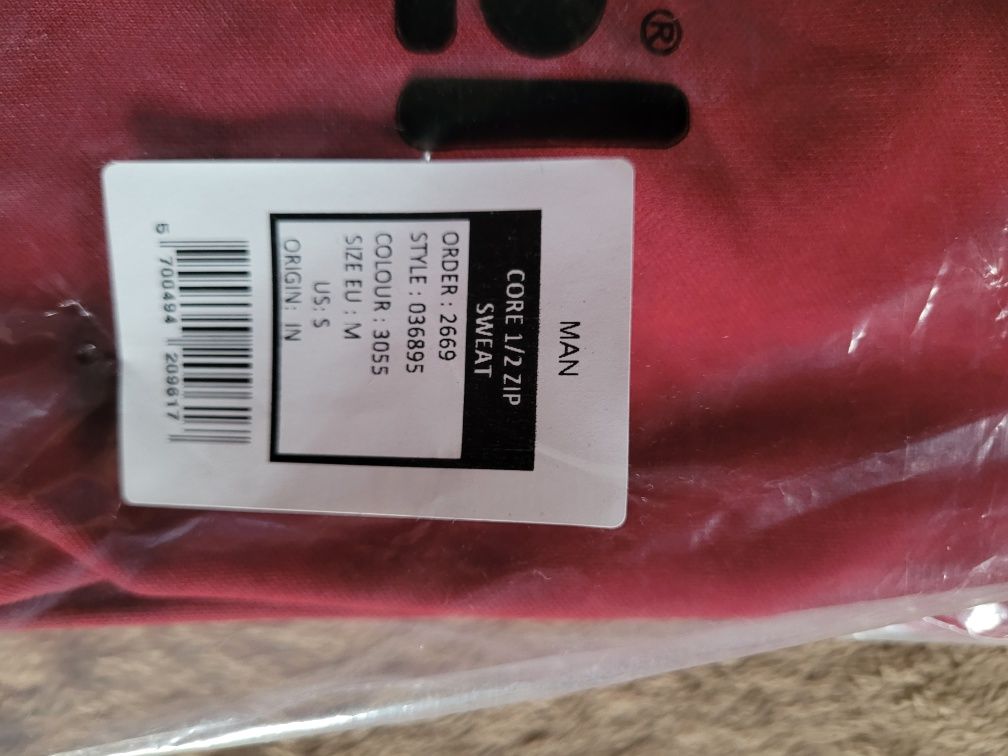 MAN
CORE 1/2 ZIP
SWEAT
ORDER : 2669
STYLE : 036895
COLOUR : 3055
SIZE EU : M
US: S
ORIGIN: IN
5 700494 209617
®